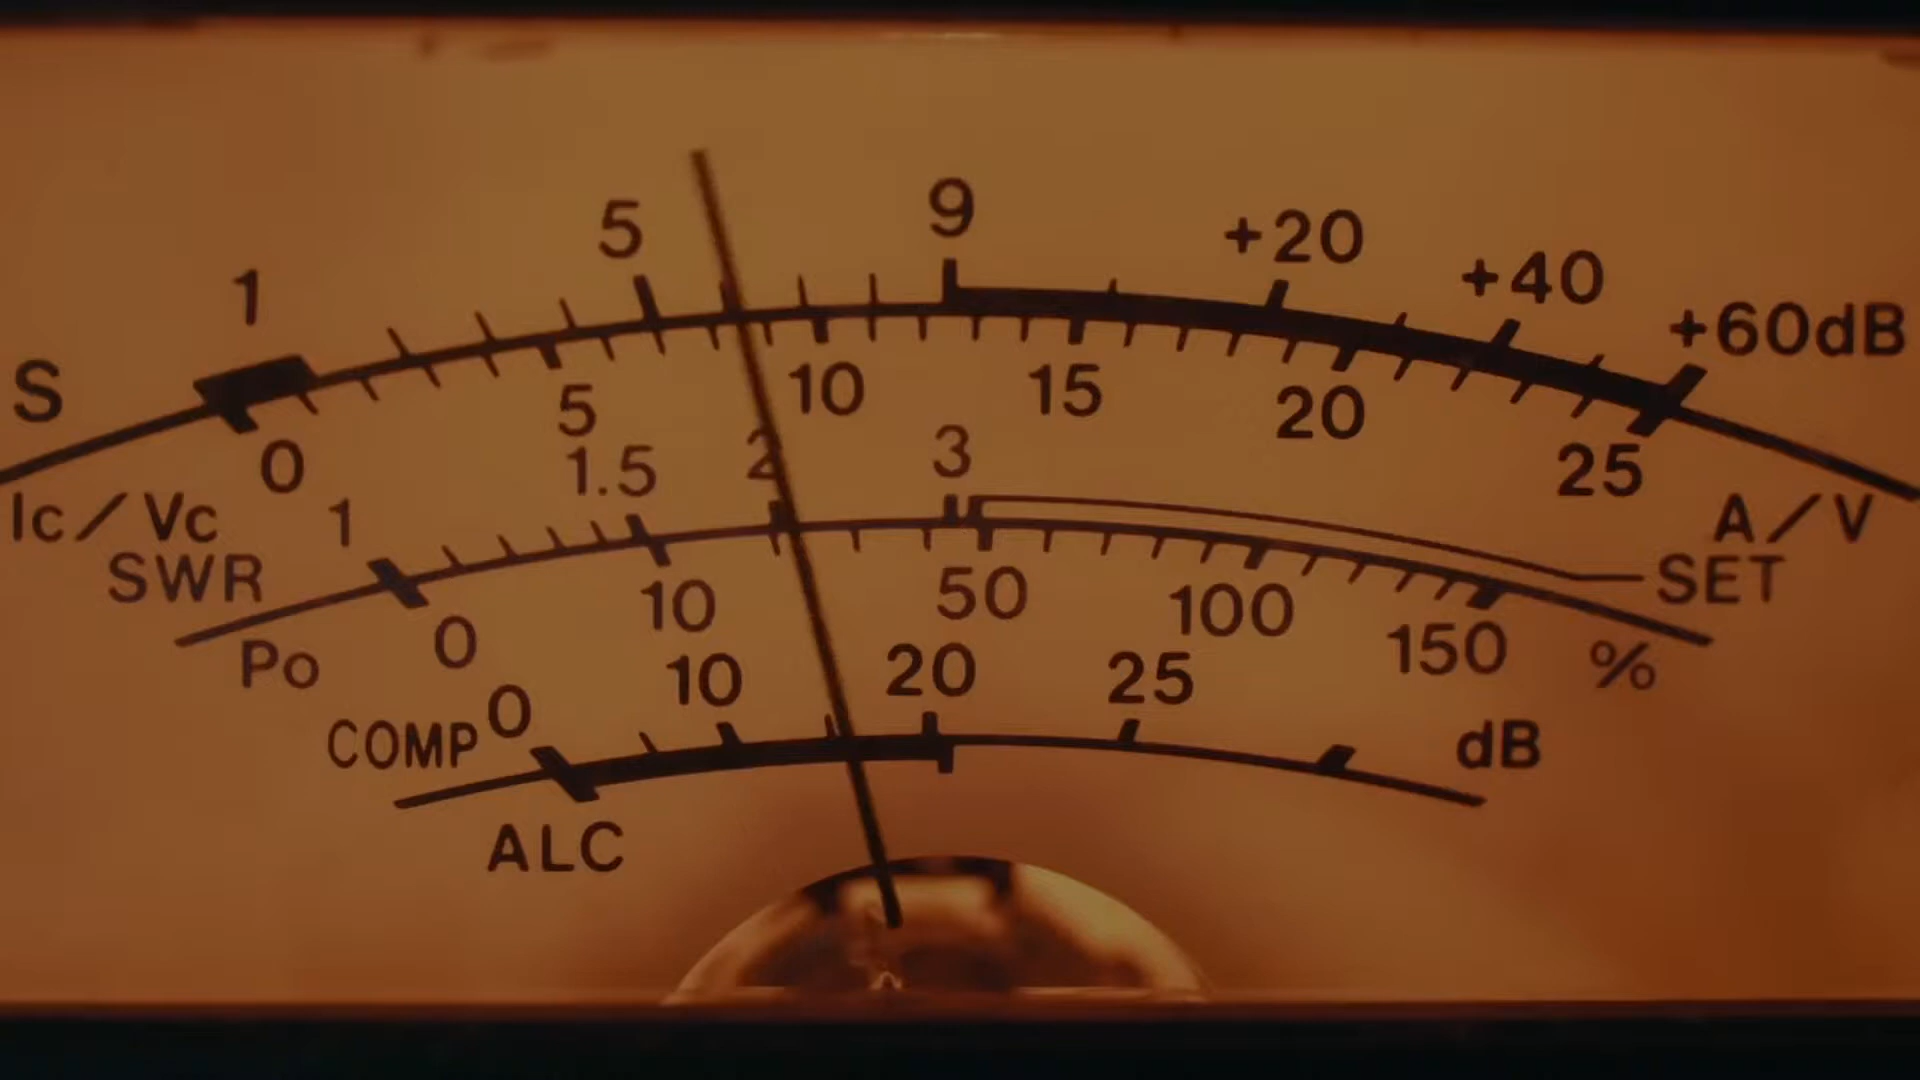 S 1 5 9 +20 +40 +60dB
0 5 10 15 20 25
Ic/Vc A/V
SWR 1 1.5 2 3 SET
Po 0 10 50 100 150 %
COMP 0 10 20 25 dB
ALC